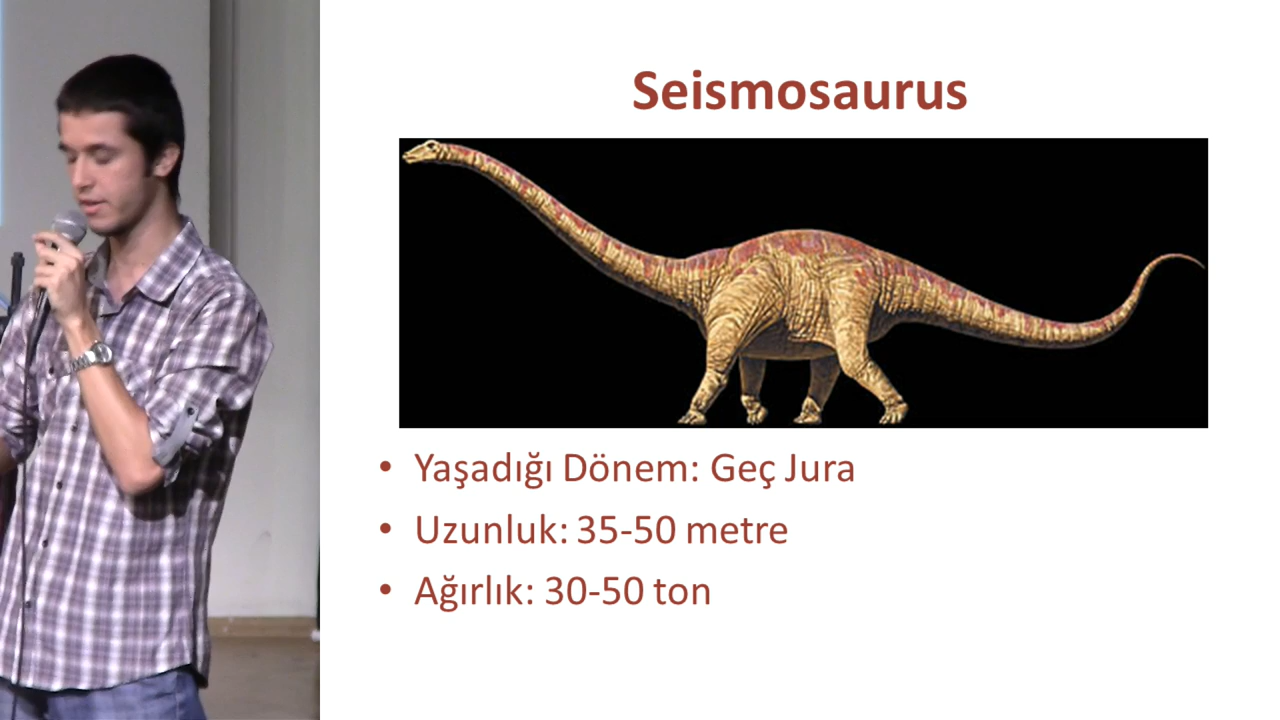 Seismosaurus
• Yaşadığı Dönem: Geç Jura
• Uzunluk: 35-50 metre
• Ağırlık: 30-50 ton